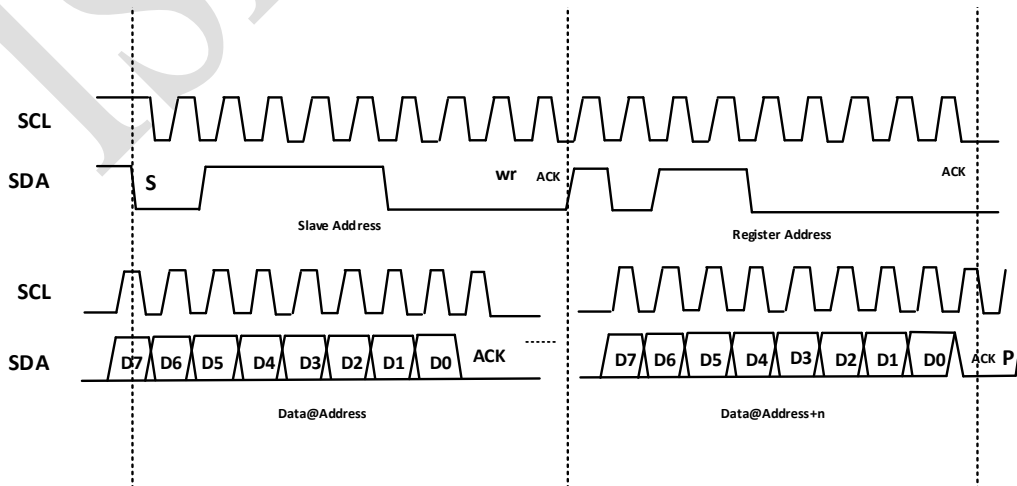 SCL
SDA S wr ACK ACK
Slave Address Register Address
SCL
SDA D7 D6 D5 D4 D3 D2 D1 D0 ACK D7 D6 D5 D4 D3 D2 D1 D0 ACK P
Data@Address Data@Address+n